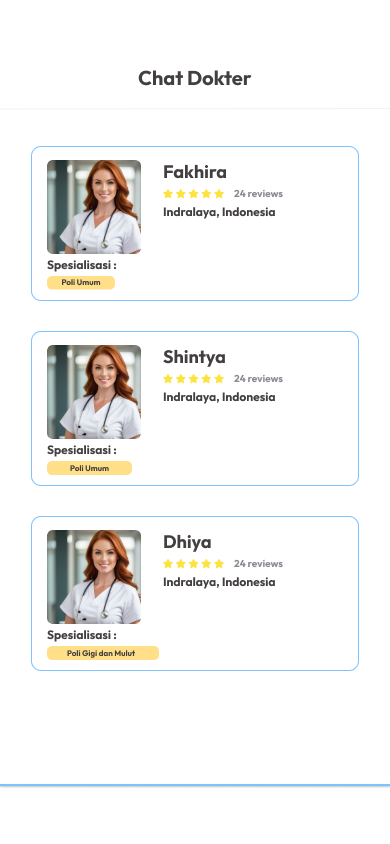 Chat Dokter
Fakhira
24 reviews
Indralaya, Indonesia
Spesialisasi :
Poli Umum
Shintya
24 reviews
Indralaya, Indonesia
Spesialisasi :
Poli Umum
Dhiya
24 reviews
Indralaya, Indonesia
Spesialisasi :
Poli Gigi dan Mulut